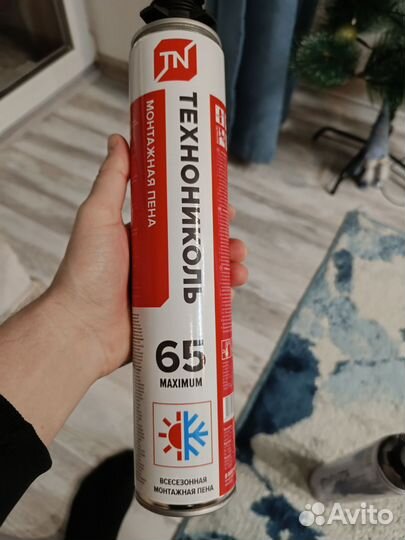 TN
ТЕХНОНИКОЛЬ
МОНТАЖНАЯ ПЕНА
65
MAXIMUM
ВСЕСЕЗОННАЯ
МОНТАЖНАЯ ПЕНА
Avito